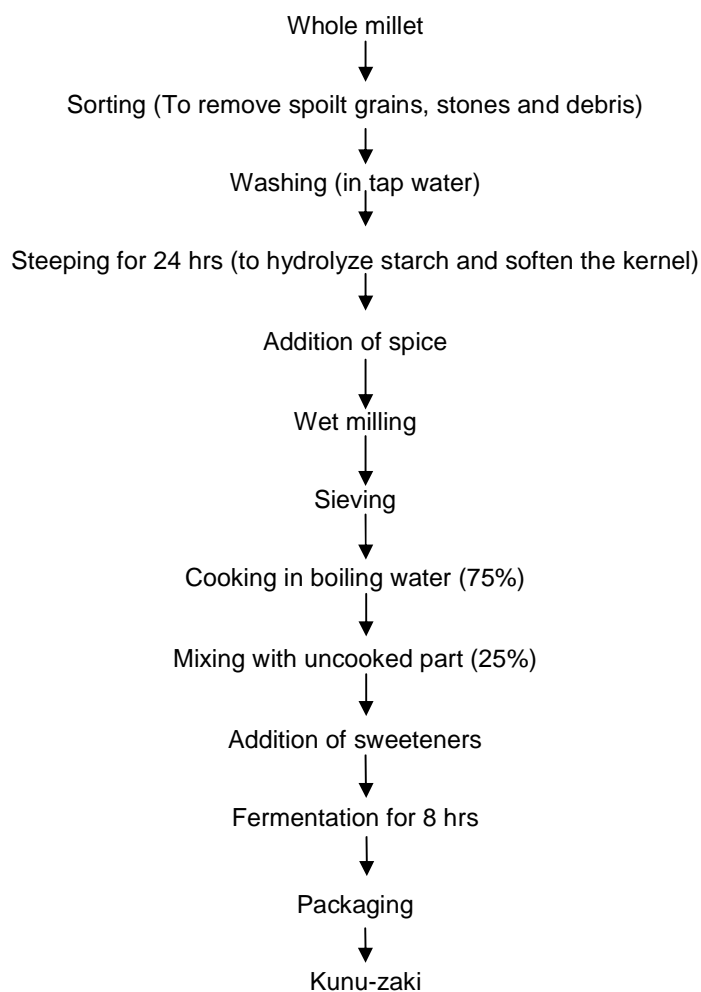 Whole millet
Sorting (To remove spoilt grains, stones and debris)
Washing (in tap water)
Steeping for 24 hrs (to hydrolyze starch and soften the kernel)
Addition of spice
Wet milling
Sieving
Cooking in boiling water (75%)
Mixing with uncooked part (25%)
Addition of sweeteners
Fermentation for 8 hrs
Packaging
Kunu-zaki